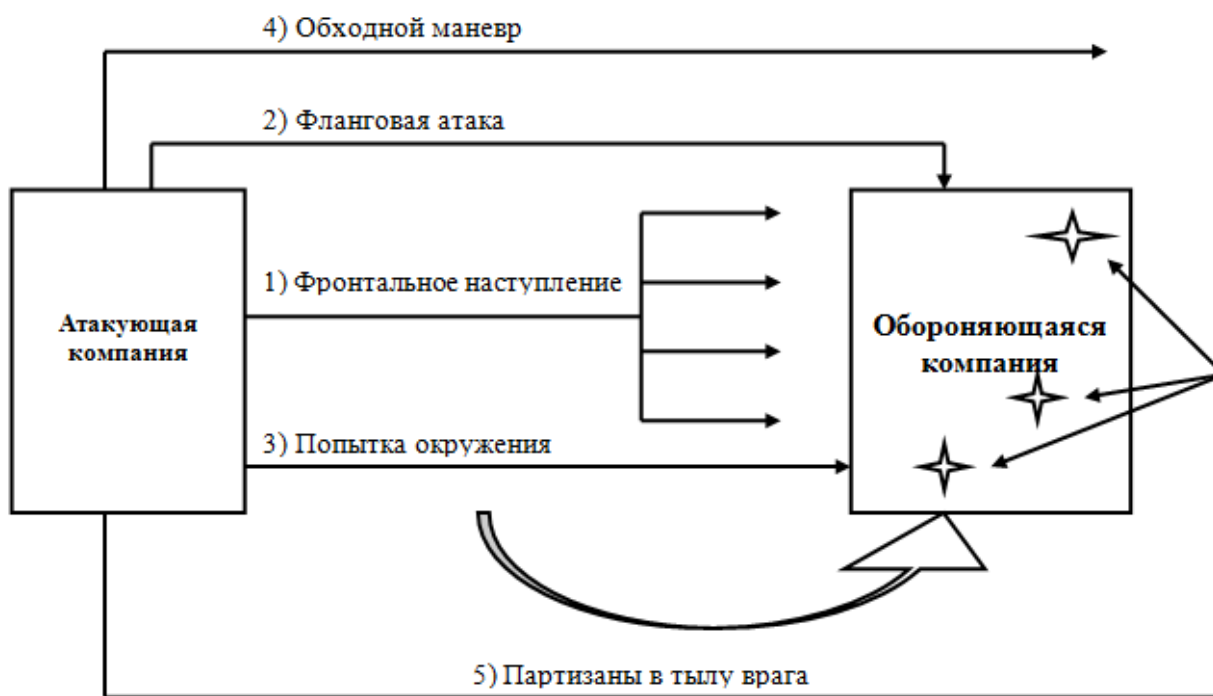 4) Обходной маневр
2) Фланговая атака
1) Фронтальное наступление
Атакующая
компания
Обороняющаяся
компания
3) Попытка окружения
5) Партизаны в тылу врага